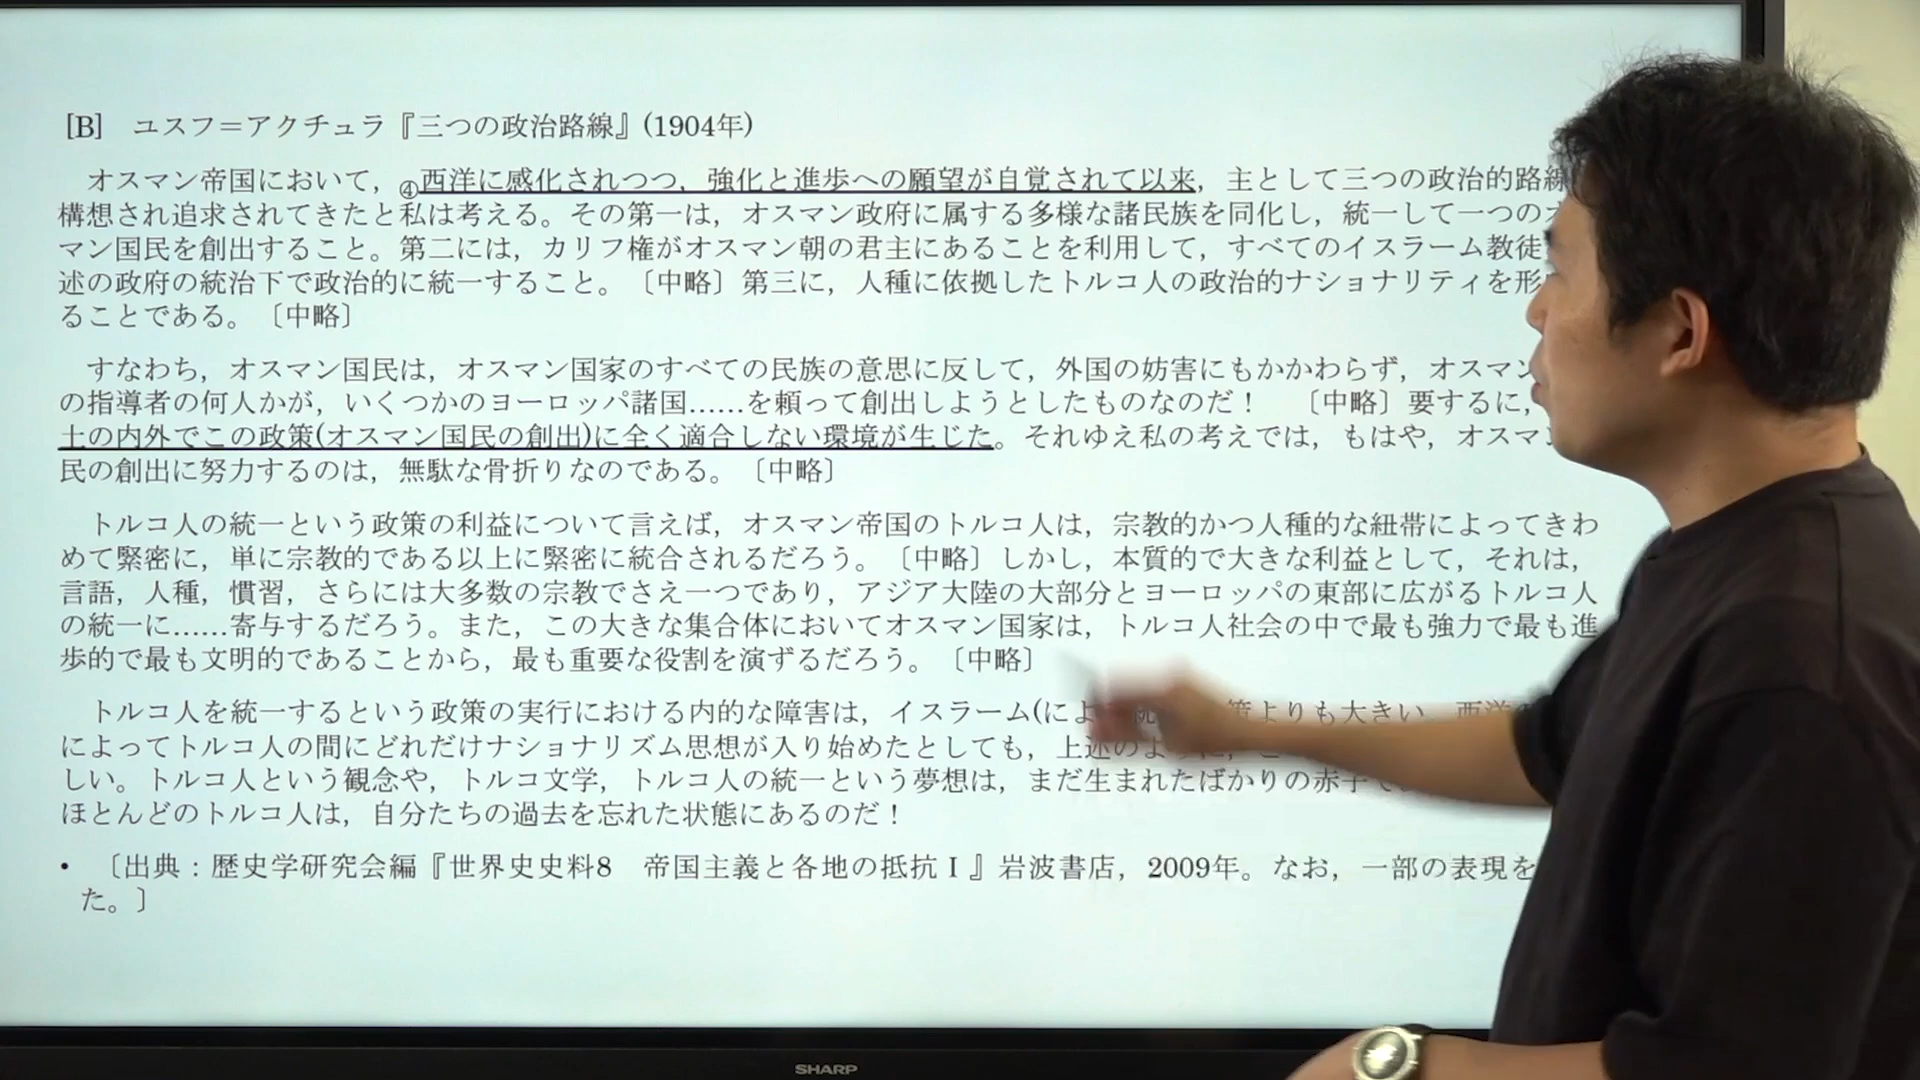 [B] ユスフ＝アクチュラ『三つの政治路線』(1904年)
オスマン帝国において，④西洋に感化されつつ，強化と進歩への願望が自覚されて以来，主として三つの政治的路線
構想され追求されてきたと私は考える。その第一は，オスマン政府に属する多様な諸民族を同化し，統一して一つの
マン国民を創出すること。第二には，カリフ権がオスマン朝の君主にあることを利用して，すべてのイスラーム教徒
述の政府の統治下で政治的に統一すること。〔中略〕第三に，人種に依拠したトルコ人の政治的ナショナリティを形
ることである。〔中略〕
すなわち，オスマン国民は，オスマン国家のすべての民族の意思に反して，外国の妨害にもかかわらず，オスマン
の指導者の何人かが，いくつかのヨーロッパ諸国……を頼って創出しようとしたものなのだ！ 〔中略〕要するに，
土の内外でこの政策(オスマン国民の創出)に全く適合しない環境が生じた。それゆえ私の考えでは，もはや，オスマ
民の創出に努力するのは，無駄な骨折りなのである。〔中略〕
トルコ人の統一という政策の利益について言えば，オスマン帝国のトルコ人は，宗教的かつ人種的な紐帯によってきわ
めて緊密に，単に宗教的である以上に緊密に統合されるだろう。〔中略〕しかし，本質的で大きな利益として，それは，
言語，人種，慣習，さらには大多数の宗教でさえ一つであり，アジア大陸の大部分とヨーロッパの東部に広がるトルコ人
の統一に……寄与するだろう。また，この大きな集合体においてオスマン国家は，トルコ人社会の中で最も強力で最も進
歩的で最も文明的であることから，最も重要な役割を演ずるだろう。〔中略〕
トルコ人を統一するという政策の実行における内的な障害は，イスラーム(によ 策よりも大きい。西洋の
によってトルコ人の間にどれだけナショナリズム思想が入り始めたとしても，上述のように，
しい。トルコ人という観念や，トルコ文学，トルコ人の統一という夢想は，まだ生まれたばかりの赤子で
ほとんどのトルコ人は，自分たちの過去を忘れた状態にあるのだ！
• 〔出典：歴史学研究会編『世界史史料8 帝国主義と各地の抵抗Ⅰ』岩波書店，2009年。なお，一部の表現を
た。〕
SHARP